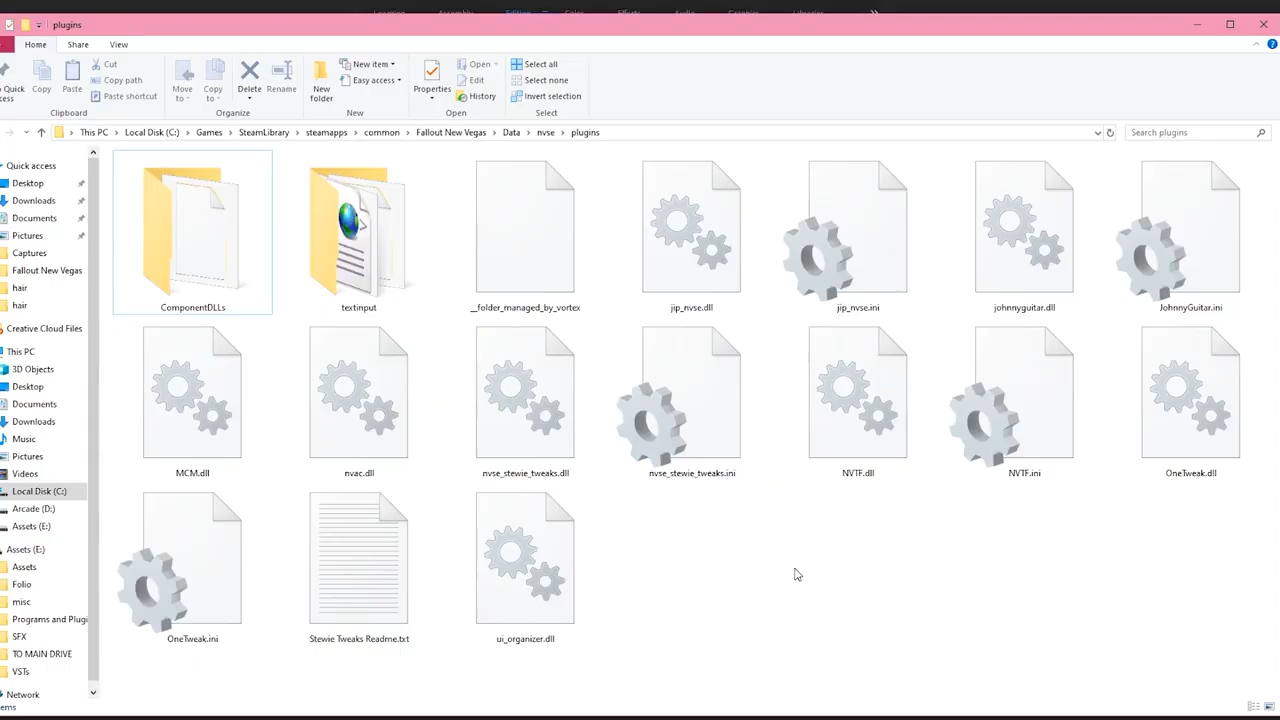 plugins
Home Share View
Quick access
Copy
Paste
Cut
Copy path
Paste shortcut
Clipboard
Move to
Copy to
Delete
Rename
Organize
New folder
New item
Easy access
New
Properties
Open
Edit
History
Open
Select all
Select none
Invert selection
Select
This PC > Local Disk (C:) > Games > SteamLibrary > steamapps > common > Fallout New Vegas > Data > nvse > plugins
Search plugins
Quick access
Desktop
Downloads
Documents
Pictures
Captures
Fallout New Vegas
hair
hair
Creative Cloud Files
This PC
3D Objects
Desktop
Documents
Downloads
Music
Pictures
Videos
Local Disk (C:)
Arcade (D:)
Assets (E:)
Assets (E:)
Assets
Folio
misc
Programs and Plugi
SFX
TO MAIN DRIVE
VSTs
Network
ems
ComponentDLLs
textinput
__folder_managed_by_vortex
jip_nvse.dll
jip_nvse.ini
johnnyguitar.dll
JohnnyGuitar.ini
MCM.dll
nvac.dll
nvse_stewie_tweaks.dll
nvse_stewie_tweaks.ini
NVTF.dll
NVTF.ini
OneTweak.dll
OneTweak.ini
Stewie Tweaks Readme.txt
ui_organizer.dll